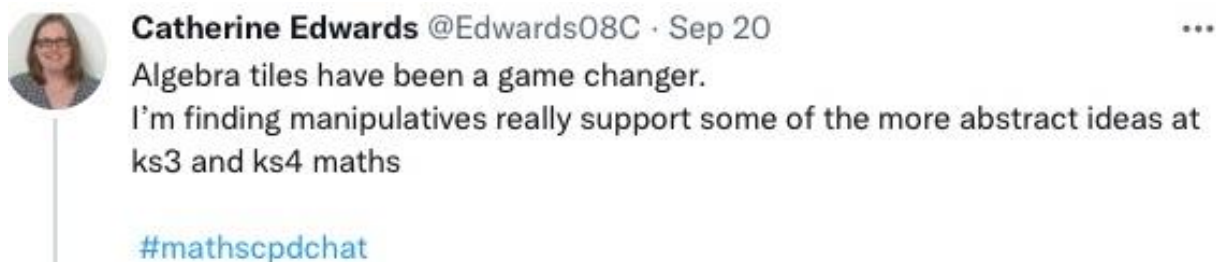 Catherine Edwards @Edwards08C · Sep 20
Algebra tiles have been a game changer.
I'm finding manipulatives really support some of the more abstract ideas at
ks3 and ks4 maths
#mathscpdchat